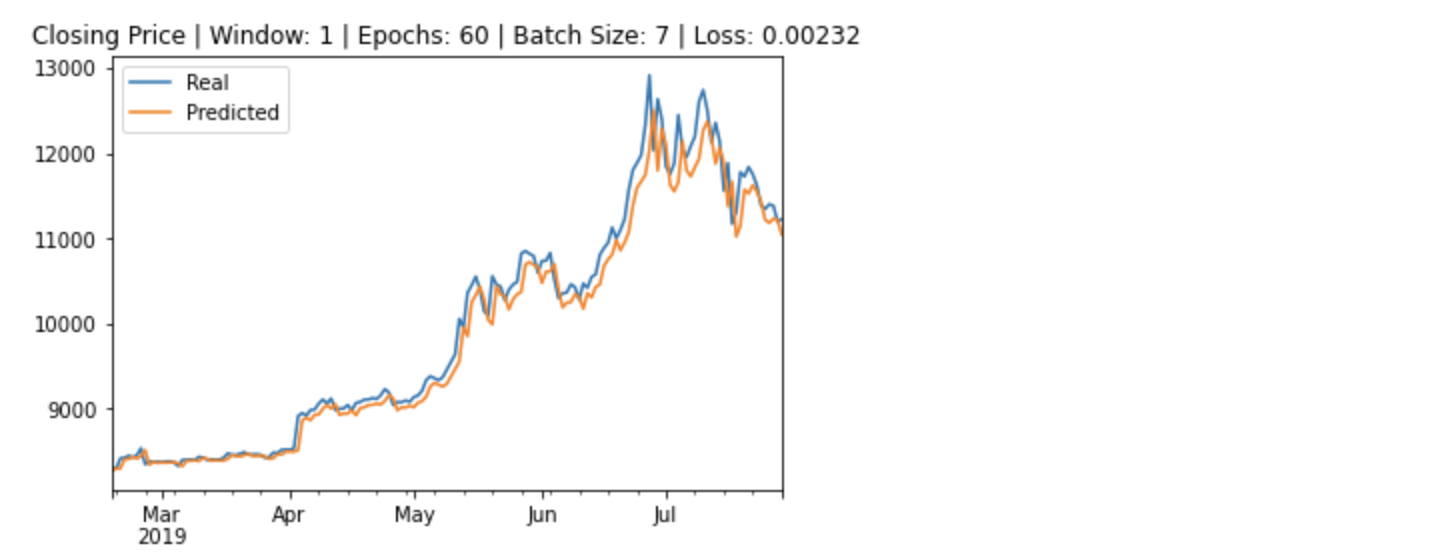 Closing Price | Window: 1 | Epochs: 60 | Batch Size: 7 | Loss: 0.00232
13000
Real
Predicted
12000
11000
10000
9000
Mar
2019
Apr
May
Jun
Jul